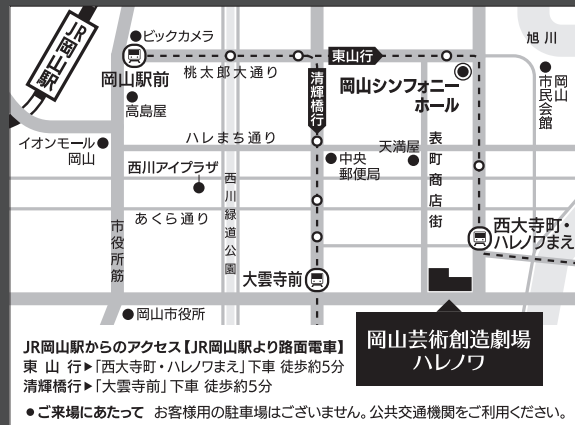 JR岡山駅
ビックカメラ
岡山駅前
高島屋
桃太郎大通り
東山行
清輝橋行
岡山シンフォニー
ホール
旭川
岡山
市民会館
イオンモール
岡山
ハレまち通り
西川アイプラザ
西川緑道公園
中央
郵便局
天満屋
表町商店街
あくら通り
市役所筋
大雲寺前
西大寺町・
ハレノワまえ
岡山市役所
岡山芸術創造劇場
ハレノワ
JR岡山駅からのアクセス【JR岡山駅より路面電車】
東山行▶「西大寺町・ハレノワまえ」下車 徒歩約5分
清輝橋行▶「大雲寺前」下車 徒歩約5分
●ご来場にあたって お客様用の駐車場はございません。公共交通機関をご利用ください。